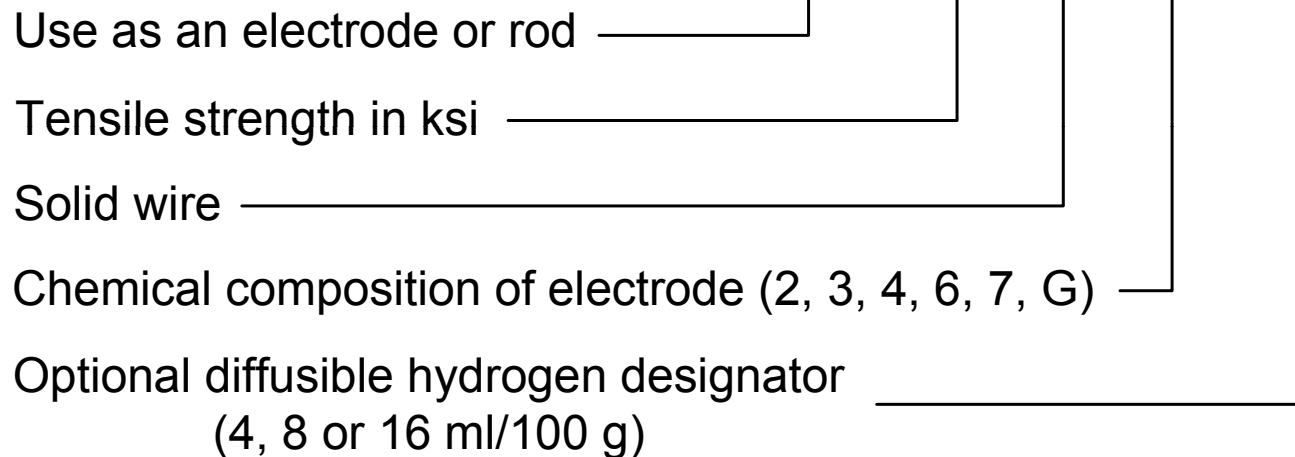 Use as an electrode or rod
Tensile strength in ksi
Solid wire
Chemical composition of electrode (2, 3, 4, 6, 7, G)
Optional diffusible hydrogen designator
(4, 8 or 16 ml/100 g)